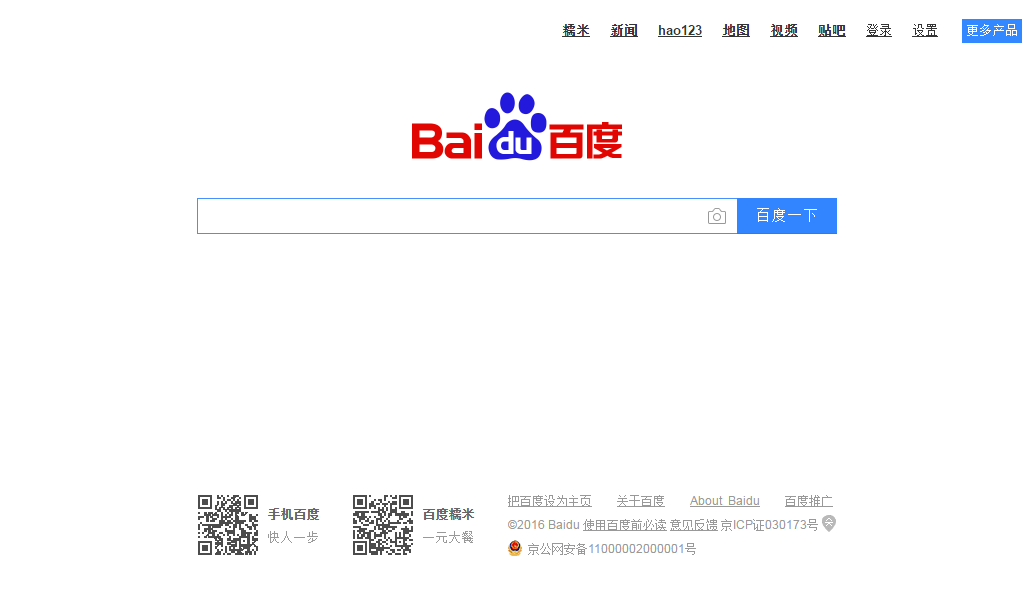 糯米 新闻 hao123 地图 视频 贴吧 登录 设置 更多产品
Bai du 百度
百度一下
手机百度
快人一步
百度糯米
一元大餐
把百度设为主页 关于百度 About Baidu 百度推广
©2016 Baidu 使用百度前必读 意见反馈 京ICP证030173号
京公网安备11000002000001号